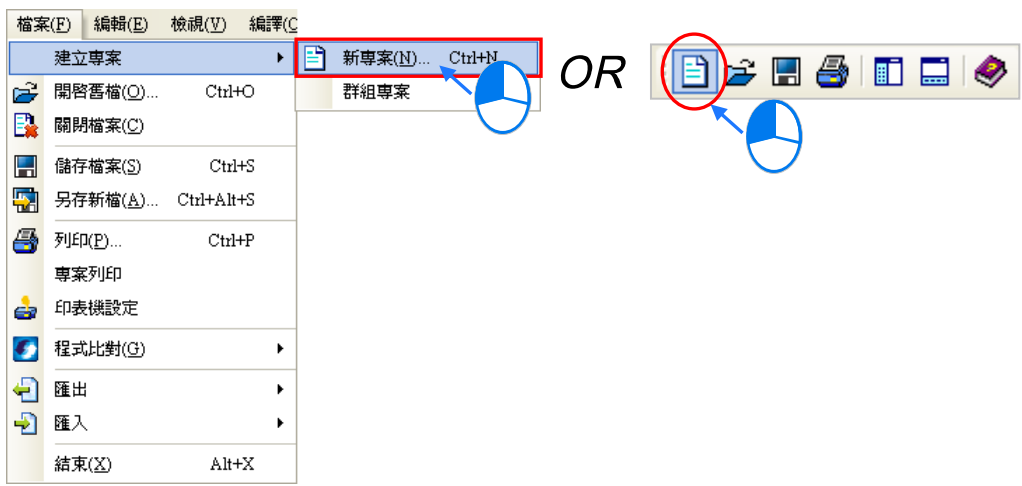 檔案(F) 編輯(E) 檢視(V) 編譯(C
建立專案
新專案(N)... Ctrl+N
群組專案
OR
開啓舊檔(O)... Ctrl+O
關閉檔案(C)
儲存檔案(S) Ctrl+S
另存新檔(A)... Ctrl+Alt+S
列印(P)... Ctrl+P
專案列印
印表機設定
程式比對(G)
匯出
匯入
結束(X) Alt+X